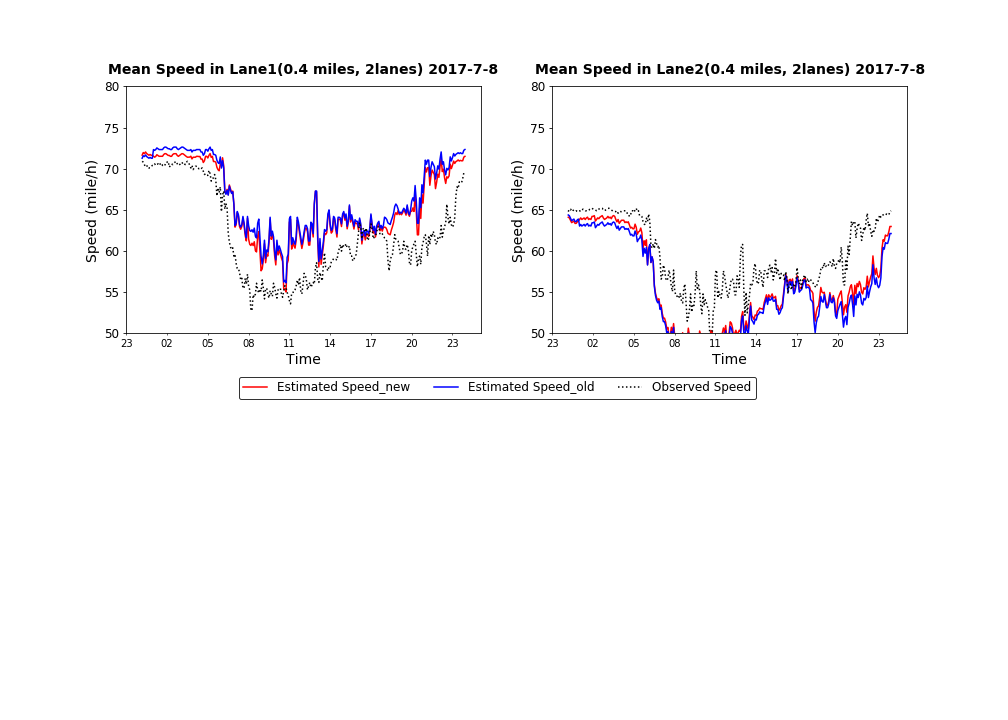 Mean Speed in Lane1(0.4 miles, 2lanes) 2017-7-8
80
75
70
65
60
55
50
Speed (mile/h)
23 02 05 08 11 14 17 20 23
Time
Mean Speed in Lane2(0.4 miles, 2lanes) 2017-7-8
80
75
70
65
60
55
50
Speed (mile/h)
23 02 05 08 11 14 17 20 23
Time
Estimated Speed_new Estimated Speed_old Observed Speed